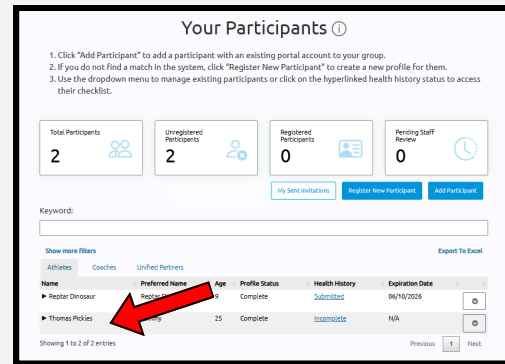 Your Participants
1. Click "Add Participant" to add a participant with an existing portal account to your group.
2. If you do not find a match in the system, click "Register New Participant" to create a new profile for them.
3. Use the dropdown menu to manage existing participants or click on the hyperlinked health history status to access
their checklist.
Total Participants
2
Unregistered
Participants
2
Registered
Participants
0
Pending Staff
Review
0
My Sent Invitations Register New Participant Add Participant
Keyword:
Show more filters Export To Excel
Athletes Coaches Unified Partners
Name Preferred Name Age Profile Status Health History Expiration Date
Reptar Dinosaur Reptar 9 Complete Submitted 06/10/2026
Thomas Pickles 25 Complete Incomplete N/A
Showing 1 to 2 of 2 entries Previous 1 Next